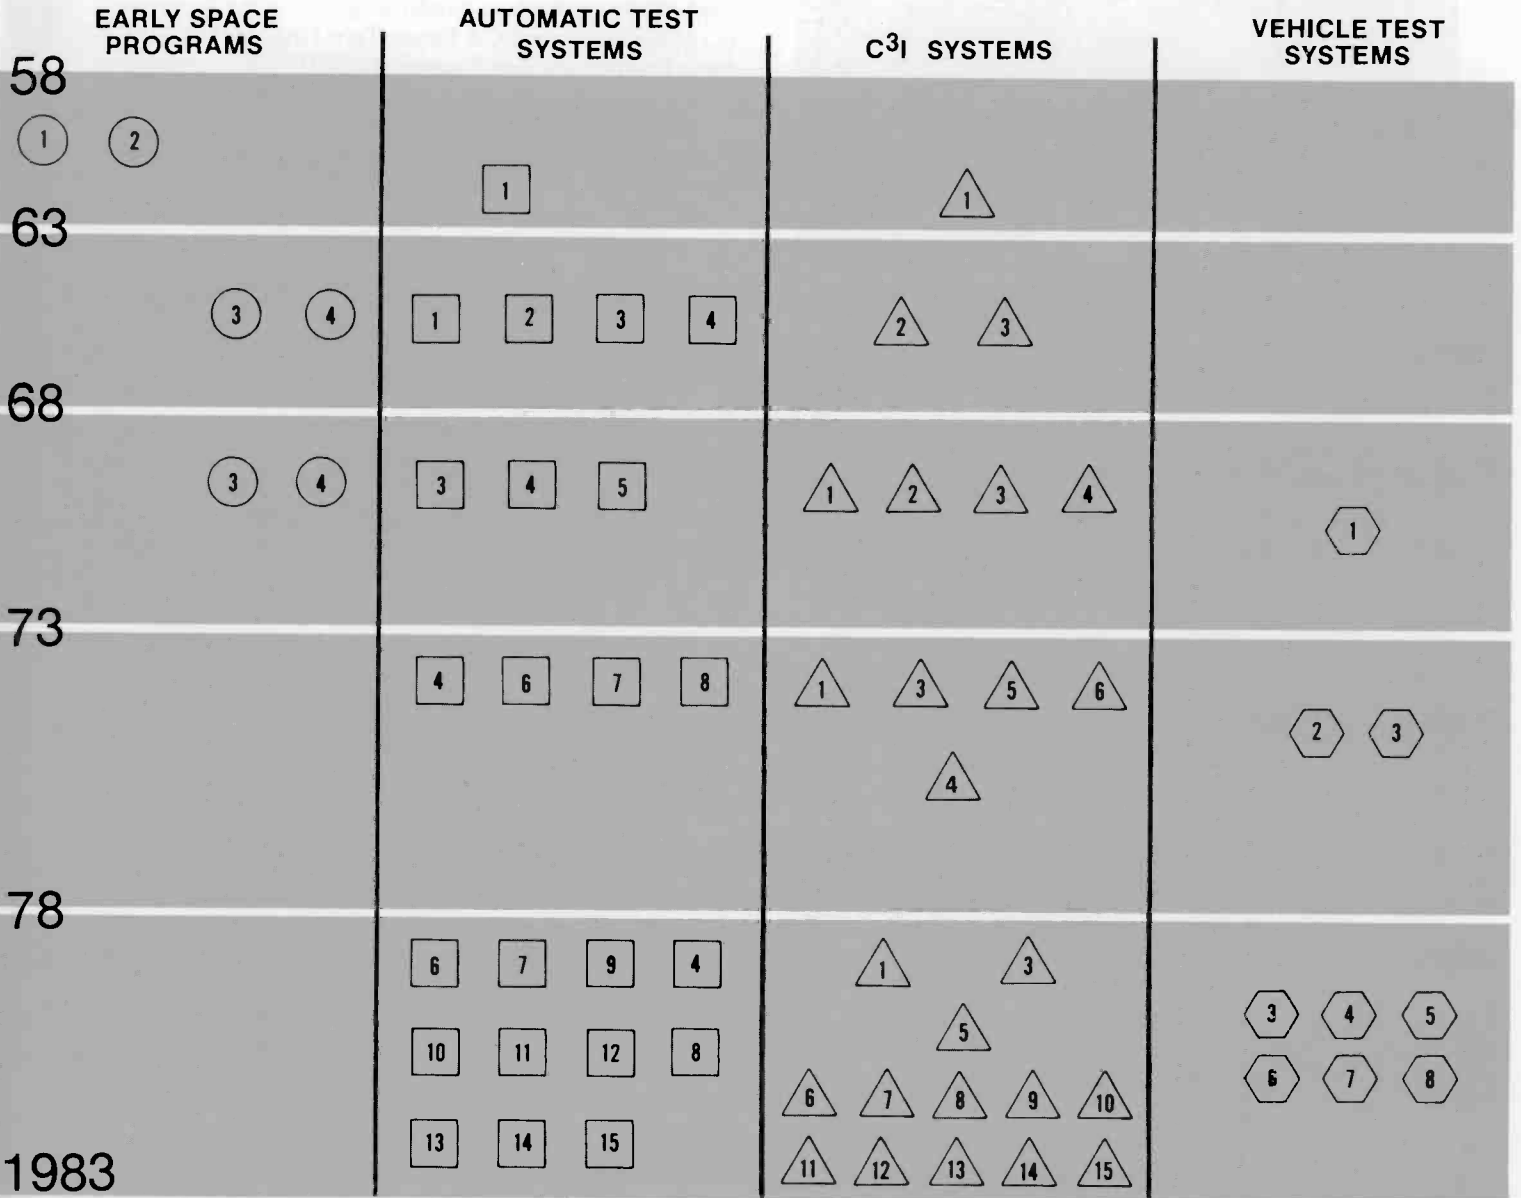 EARLY SPACE
PROGRAMS
AUTOMATIC TEST
SYSTEMS
C³I SYSTEMS
VEHICLE TEST
SYSTEMS
58
1 2
1
1
63
3 4
1 2 3 4
2 3
68
3 4
3 4 5
1 2 3 4
1
73
4 6 7 8
1 3 5 6
4
2 3
78
6 7 9 4
10 11 12 8
13 14 15
1 3
5
6 7 8 9 10
11 12 13 14 15
3 4 5
6 7 8
1983